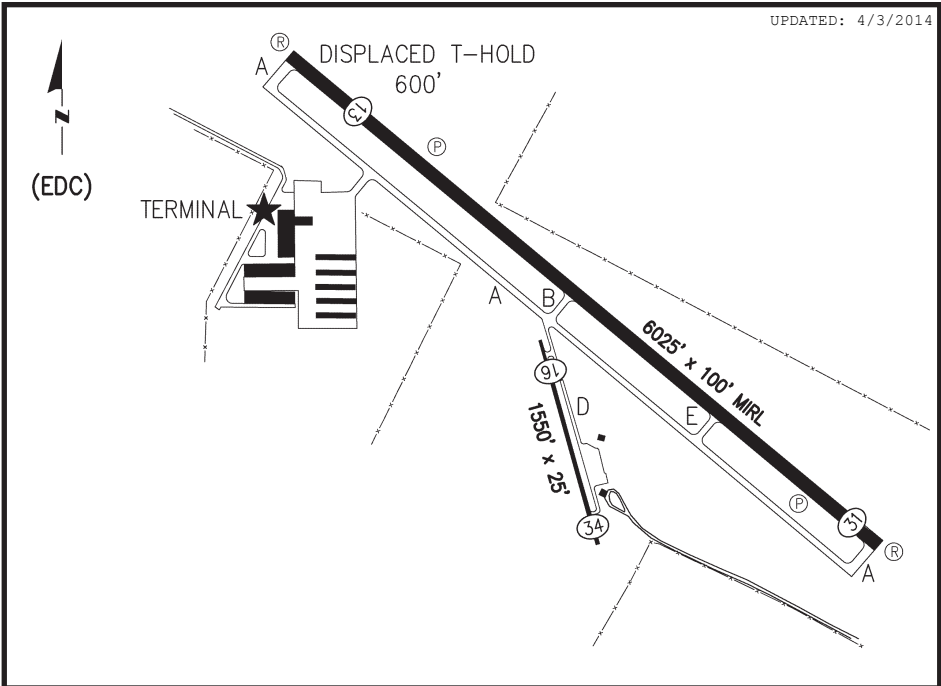 UPDATED: 4/3/2014
R
DISPLACED T-HOLD
600'
A
13
N
P
(EDC)
TERMINAL
A
B
6025' x 100' MIRL
16
D
E
1550' x 25'
P
31
34
R
A